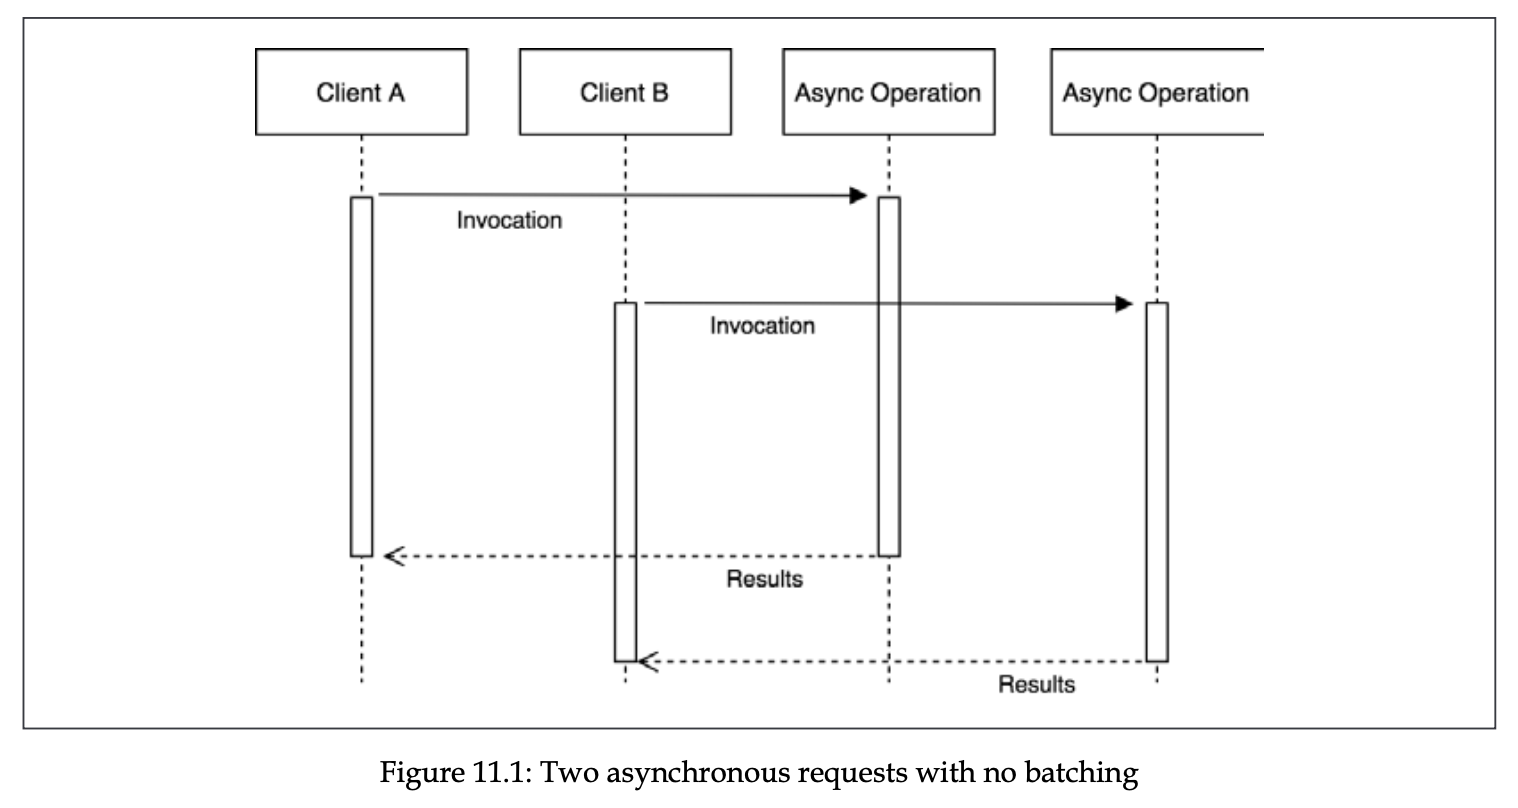 Client A
Client B
Async Operation
Async Operation
Invocation
Invocation
Results
Results
Figure 11.1: Two asynchronous requests with no batching